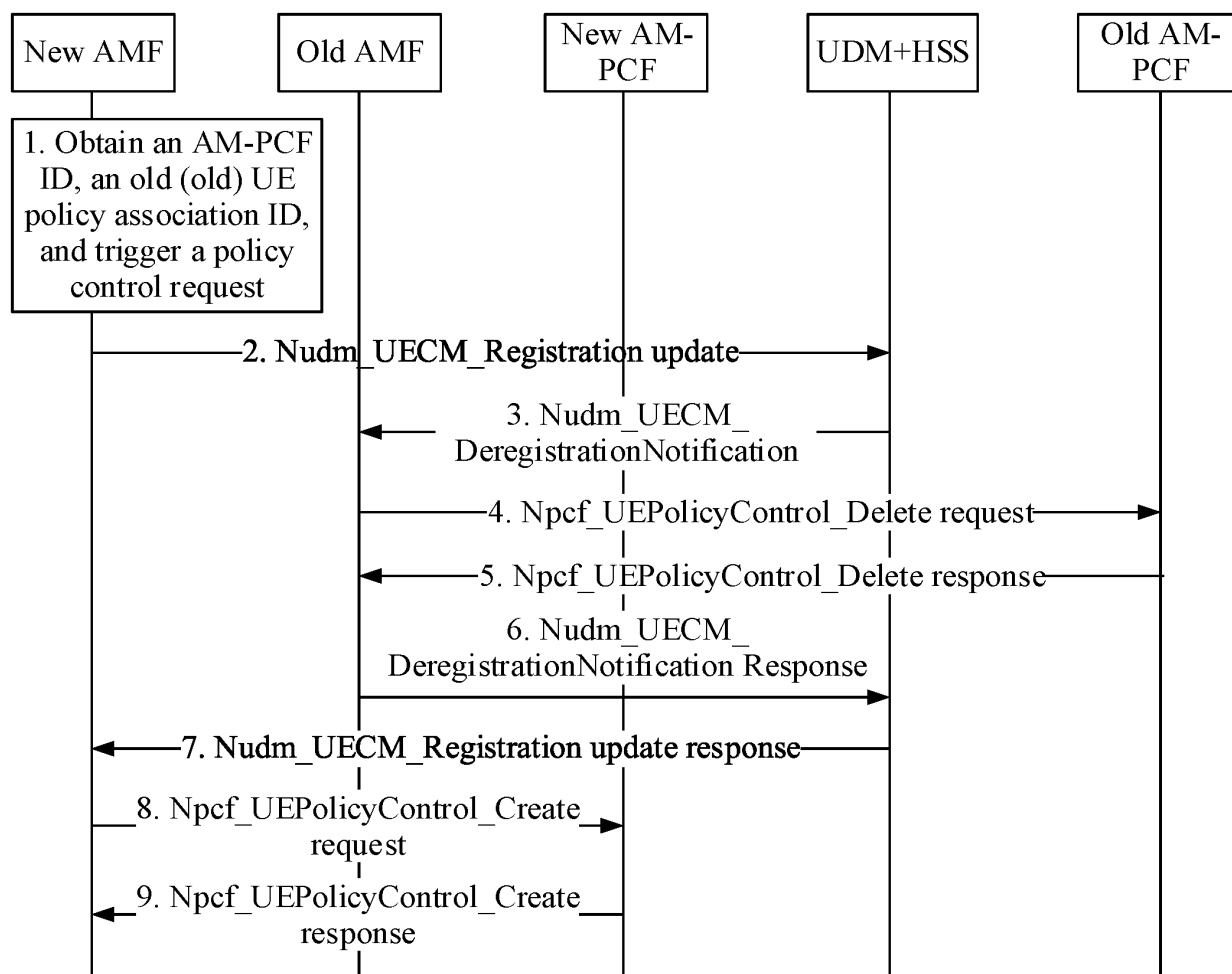 New AMF
Old AMF
New AM-
PCF
UDM+HSS
Old AM-
PCF
1. Obtain an AM-PCF
ID, an old (old) UE
policy association ID,
and trigger a policy
control request
2. Nudm_UECM_Registration update
3. Nudm_UECM_
DeregistrationNotification
4. Npcf_UEPolicyControl_Delete request
5. Npcf_UEPolicyControl_Delete response
6. Nudm_UECM_
DeregistrationNotification Response
7. Nudm_UECM_Registration update response
8. Npcf_UEPolicyControl_Create
request
9. Npcf_UEPolicyControl_Create
response